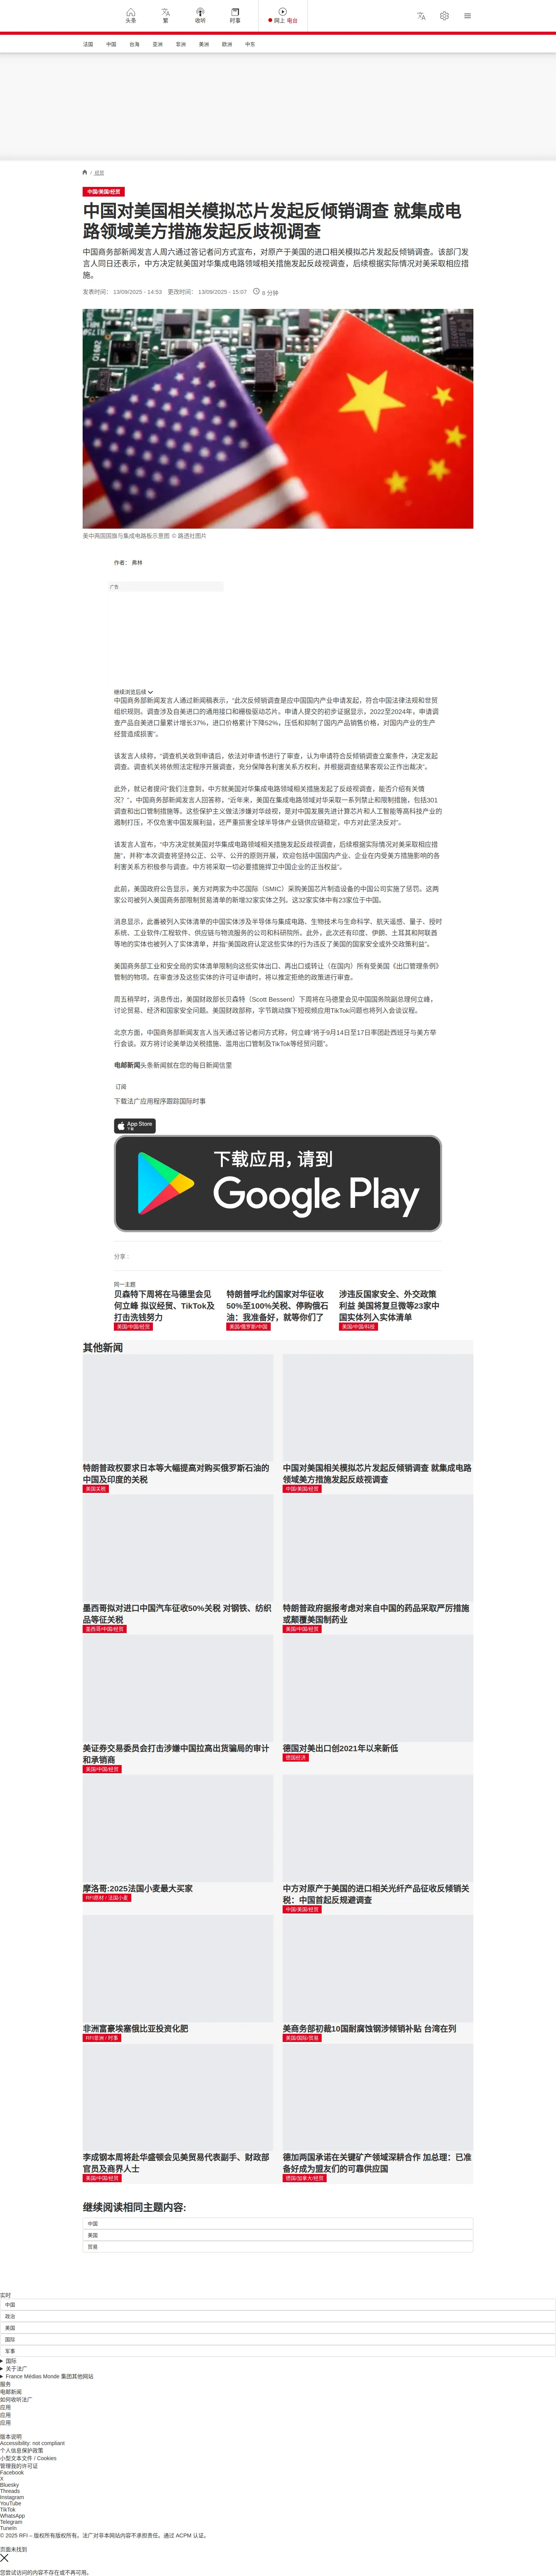 头条
繁
收听
时事
网上 电台
法国
中国
台海
亚洲
非洲
美洲
欧洲
中东
/ 经贸
中国/美国/经贸
中国对美国相关模拟芯片发起反倾销调查 就集成电
路领域美方措施发起反歧视调查
中国商务部新闻发言人周六通过答记者问方式宣布，对原产于美国的进口相关模拟芯片发起反倾销调查。该部门发
言人同日还表示，中方决定就美国对华集成电路领域相关措施发起反歧视调查，后续根据实际情况对美采取相应措
施。
发表时间： 13/09/2025 - 14:53 更改时间： 13/09/2025 - 15:07 8 分钟
美中两国国旗与集成电路板示意图 © 路透社图片
作者： 弗林
广告
继续浏览后续
中国商务部新闻发言人通过新闻稿表示，“此次反倾销调查是应中国国内产业申请发起，符合中国法律法规和世贸
组织规则。调查涉及自美进口的通用接口和栅极驱动芯片。申请人提交的初步证据显示，2022至2024年，申请调
查产品自美进口量累计增长37%，进口价格累计下降52%，压低和抑制了国内产品销售价格，对国内产业的生产
经营造成损害”。
该发言人续称，“调查机关收到申请后，依法对申请书进行了审查，认为申请符合反倾销调查立案条件，决定发起
调查。调查机关将依照法定程序开展调查，充分保障各利害关系方权利，并根据调查结果客观公正作出裁决”。
此外，就记者提问“我们注意到，中方就美国对华集成电路领域相关措施发起了反歧视调查，能否介绍有关情
况？”，中国商务部新闻发言人回答称，“近年来，美国在集成电路领域对华采取一系列禁止和限制措施，包括301
调查和出口管制措施等。这些保护主义做法涉嫌对华歧视，是对中国发展先进计算芯片和人工智能等高科技产业的
遏制打压，不仅危害中国发展利益，还严重损害全球半导体产业链供应链稳定，中方对此坚决反对”。
该发言人宣布，“中方决定就美国对华集成电路领域相关措施发起反歧视调查，后续根据实际情况对美采取相应措
施”，并称“本次调查将坚持公正、公平、公开的原则开展，欢迎包括中国国内产业、企业在内受美方措施影响的各
利害关系方积极参与调查。中方将采取一切必要措施捍卫中国企业的正当权益”。
此前，美国政府公告显示，美方对两家为中芯国际（SMIC）采购美国芯片制造设备的中国公司实施了惩罚。这两
家公司被列入美国商务部限制贸易清单的新增32家实体之列。这32家实体中有23家位于中国。
消息显示，此番被列入实体清单的中国实体涉及半导体与集成电路、生物技术与生命科学、航天遥感、量子、授时
系统、工业软件/工程软件、供应链与物流服务的公司和科研院所。此外，此次还有印度、伊朗、土耳其和阿联酋
等地的实体也被列入了实体清单，并指“美国政府认定这些实体的行为违反了美国的国家安全或外交政策利益”。
美国商务部工业和安全局的实体清单限制向这些实体出口、再出口或转让（在国内）所有受美国《出口管理条例》
管制的物项。在审查涉及这些实体的许可证申请时，将以推定拒绝的政策进行审查。
周五稍早时，消息传出，美国财政部长贝森特（Scott Bessent）下周将在马德里会见中国国务院副总理何立峰，
讨论贸易、经济和国家安全问题。美国财政部称，字节跳动旗下短视频应用TikTok问题也将列入会谈议程。
北京方面，中国商务部新闻发言人当天通过答记者问方式称，何立峰“将于9月14日至17日率团赴西班牙与美方举
行会谈。双方将讨论美单边关税措施、滥用出口管制及TikTok等经贸问题”。
电邮新闻头条新闻就在您的每日新闻信里
订阅
下载法广应用程序跟踪国际时事
App Store
下载
下载应用，请到
Google Play
分享 :
同一主题
贝森特下周将在马德里会见
何立峰 拟议经贸、TikTok及
打击洗钱努力
美国/中国/经贸
特朗普呼北约国家对华征收
50%至100%关税、停购俄石
油：我准备好，就等你们了
美国/俄罗斯/中国
涉违反国家安全、外交政策
利益 美国将复旦微等23家中
国实体列入实体清单
美国/中国/科技
其他新闻
特朗普政权要求日本等大幅提高对购买俄罗斯石油的
中国及印度的关税
美国关税
中国对美国相关模拟芯片发起反倾销调查 就集成电路
领域美方措施发起反歧视调查
中国/美国/经贸
墨西哥拟对进口中国汽车征收50%关税 对钢铁、纺织
品等征关税
墨西哥/中国/经贸
特朗普政府据报考虑对来自中国的药品采取严厉措施
或颠覆美国制药业
美国/中国/经贸
美证券交易委员会打击涉嫌中国拉高出货骗局的审计
和承销商
美国/中国/经贸
德国对美出口创2021年以来新低
德国经济
摩洛哥:2025法国小麦最大买家
RFI原材 / 法国小麦
中方对原产于美国的进口相关光纤产品征收反倾销关
税：中国首起反规避调查
中国/美国/经贸
非洲富豪埃塞俄比亚投资化肥
RFI非洲 / 时事
美商务部初裁10国耐腐蚀钢涉倾销补贴 台湾在列
美国/国际/贸易
李成钢本周将赴华盛顿会见美贸易代表副手、财政部
官员及商界人士
美国/中国/经贸
德加两国承诺在关键矿产领域深耕合作 加总理：已准
备好成为盟友们的可靠供应国
德国/加拿大/经贸
继续阅读相同主题内容:
中国
美国
贸易
实时
中国
政治
美国
国际
军事
国际
关于法广
France Médias Monde 集团其他网站
服务
电邮新闻
如何收听法广
应用
应用
应用
版本说明
Accessibility: not compliant
个人信息保护政策
小型文本文件 / Cookies
管理我的许可证
Facebook
X
Bluesky
Threads
Instagram
YouTube
TikTok
WhatsApp
Telegram
TuneIn
© 2025 RFI – 版权所有版权所有。法广对非本网站内容不承担责任。通过 ACPM 认证。
页面未找到
您尝试访问的内容不存在或不再可用。